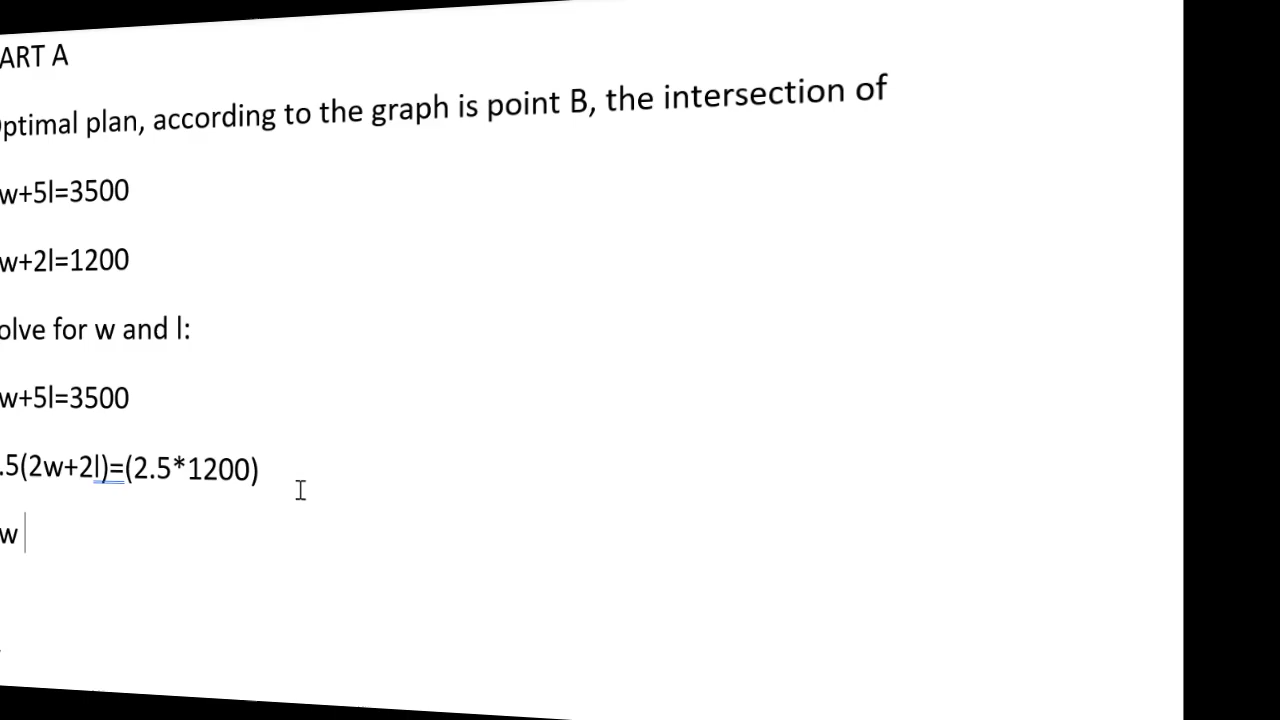 ART A
ptimal plan, according to the graph is point B, the intersection of
w+5l=3500
w+2l=1200
olve for w and l:
w+5l=3500
.5(2w+2l)=(2.5*1200)
w